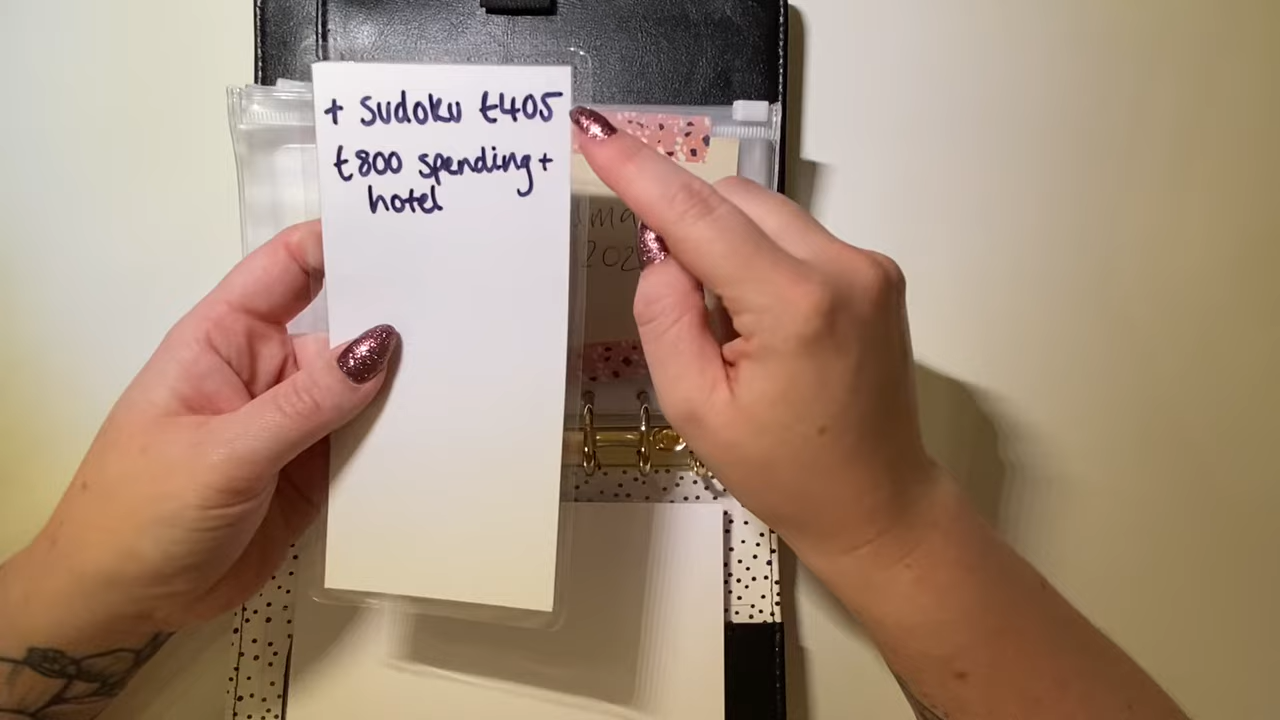 + Sudoku £405
£800 spending +
hotel